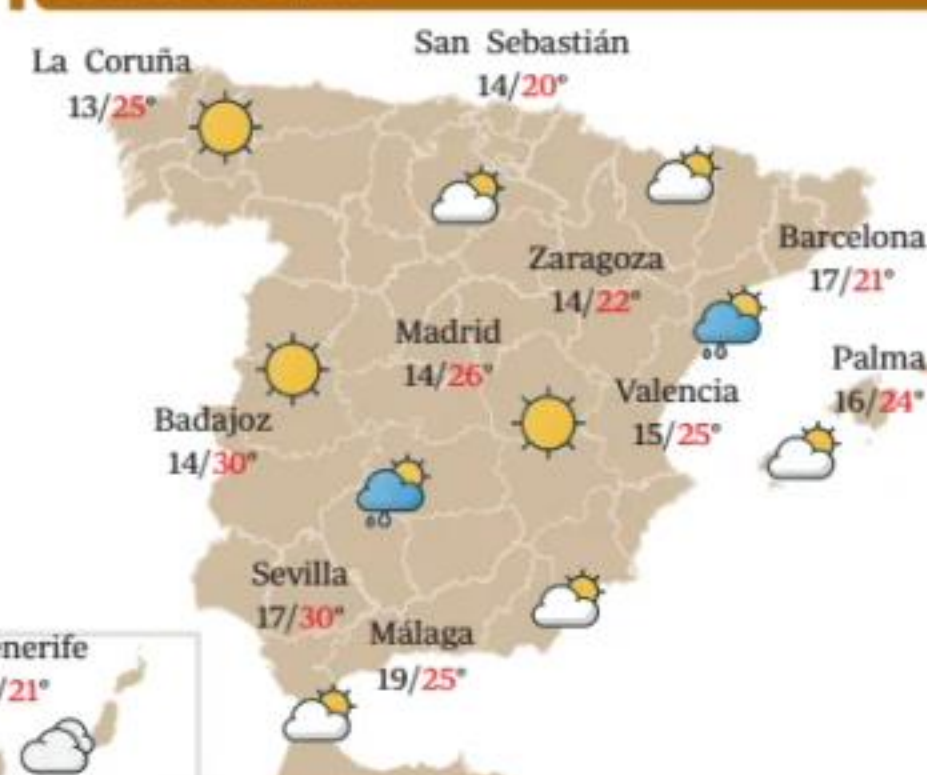 La Coruña
13/25°
San Sebastián
14/20°
Barcelona
17/21°
Zaragoza
14/22°
Madrid
14/26°
Palma
16/24°
Valencia
15/25°
Badajoz
14/30°
Sevilla
17/30°
Málaga
19/25°
enerife
/21°